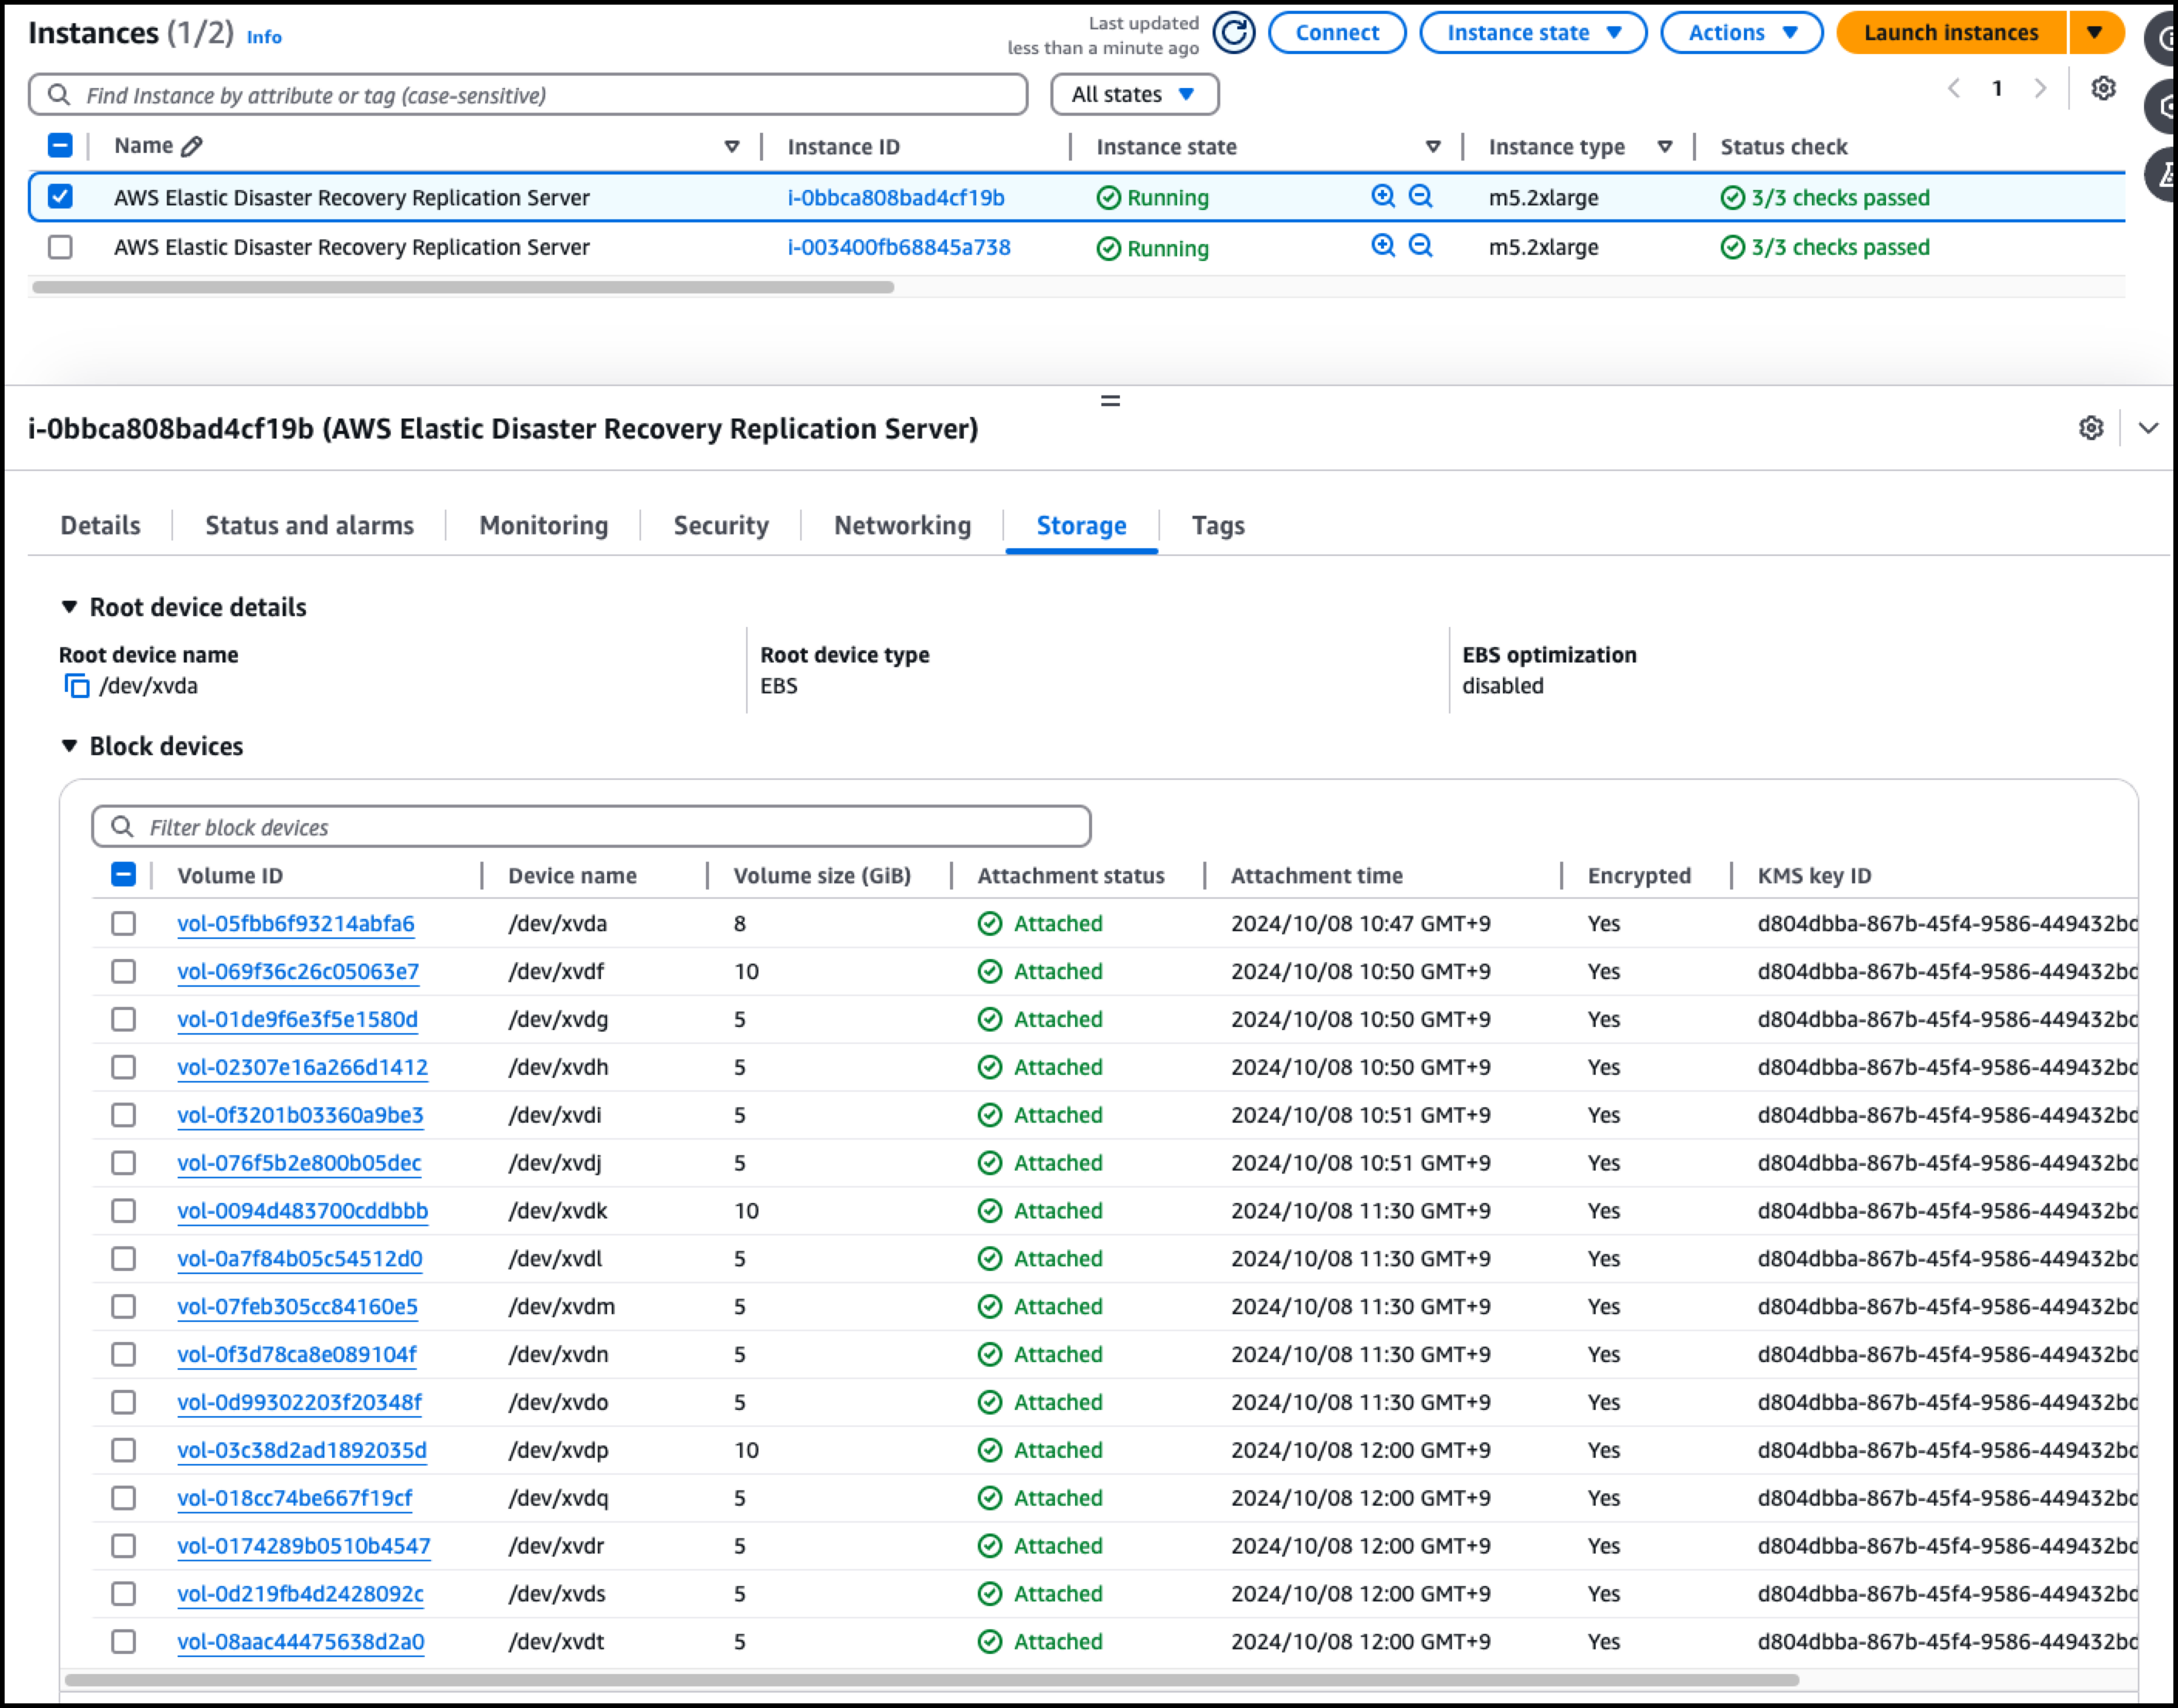 Instances (1/2) Info
Last updated
less than a minute ago
Connect
Instance state
Actions
Launch instances
Find Instance by attribute or tag (case-sensitive)
All states
1
Name Instance ID Instance state Instance type Status check
AWS Elastic Disaster Recovery Replication Server i-0bbca808bad4cf19b Running m5.2xlarge 3/3 checks passed
AWS Elastic Disaster Recovery Replication Server i-003400fb68845a738 Running m5.2xlarge 3/3 checks passed
i-0bbca808bad4cf19b (AWS Elastic Disaster Recovery Replication Server)
Details Status and alarms Monitoring Security Networking Storage Tags
Root device details
Root device name Root device type EBS optimization
/dev/xvda EBS disabled
Block devices
Filter block devices
Volume ID Device name Volume size (GiB) Attachment status Attachment time Encrypted KMS key ID
vol-05fbb6f93214abfa6 /dev/xvda 8 Attached 2024/10/08 10:47 GMT+9 Yes d804dbba-867b-45f4-9586-449432bd
vol-069f36c26c05063e7 /dev/xvdf 10 Attached 2024/10/08 10:50 GMT+9 Yes d804dbba-867b-45f4-9586-449432bd
vol-01de9f6e3f5e1580d /dev/xvdg 5 Attached 2024/10/08 10:50 GMT+9 Yes d804dbba-867b-45f4-9586-449432bd
vol-02307e16a266d1412 /dev/xvdh 5 Attached 2024/10/08 10:50 GMT+9 Yes d804dbba-867b-45f4-9586-449432bd
vol-0f3201b03360a9be3 /dev/xvdi 5 Attached 2024/10/08 10:51 GMT+9 Yes d804dbba-867b-45f4-9586-449432bd
vol-076f5b2e800b05dec /dev/xvdj 5 Attached 2024/10/08 10:51 GMT+9 Yes d804dbba-867b-45f4-9586-449432bd
vol-0094d483700cddbbb /dev/xvdk 10 Attached 2024/10/08 11:30 GMT+9 Yes d804dbba-867b-45f4-9586-449432bd
vol-0a7f84b05c54512d0 /dev/xvdl 5 Attached 2024/10/08 11:30 GMT+9 Yes d804dbba-867b-45f4-9586-449432bd
vol-07feb305cc84160e5 /dev/xvdm 5 Attached 2024/10/08 11:30 GMT+9 Yes d804dbba-867b-45f4-9586-449432bd
vol-0f3d78ca8e089104f /dev/xvdn 5 Attached 2024/10/08 11:30 GMT+9 Yes d804dbba-867b-45f4-9586-449432bd
vol-0d99302203f20348f /dev/xvdo 5 Attached 2024/10/08 11:30 GMT+9 Yes d804dbba-867b-45f4-9586-449432bd
vol-03c38d2ad1892035d /dev/xvdp 10 Attached 2024/10/08 12:00 GMT+9 Yes d804dbba-867b-45f4-9586-449432bd
vol-018cc74be667f19cf /dev/xvdq 5 Attached 2024/10/08 12:00 GMT+9 Yes d804dbba-867b-45f4-9586-449432bd
vol-0174289b0510b4547 /dev/xvdr 5 Attached 2024/10/08 12:00 GMT+9 Yes d804dbba-867b-45f4-9586-449432bd
vol-0d219fb4d2428092c /dev/xvds 5 Attached 2024/10/08 12:00 GMT+9 Yes d804dbba-867b-45f4-9586-449432bd
vol-08aac44475638d2a0 /dev/xvdt 5 Attached 2024/10/08 12:00 GMT+9 Yes d804dbba-867b-45f4-9586-449432bd